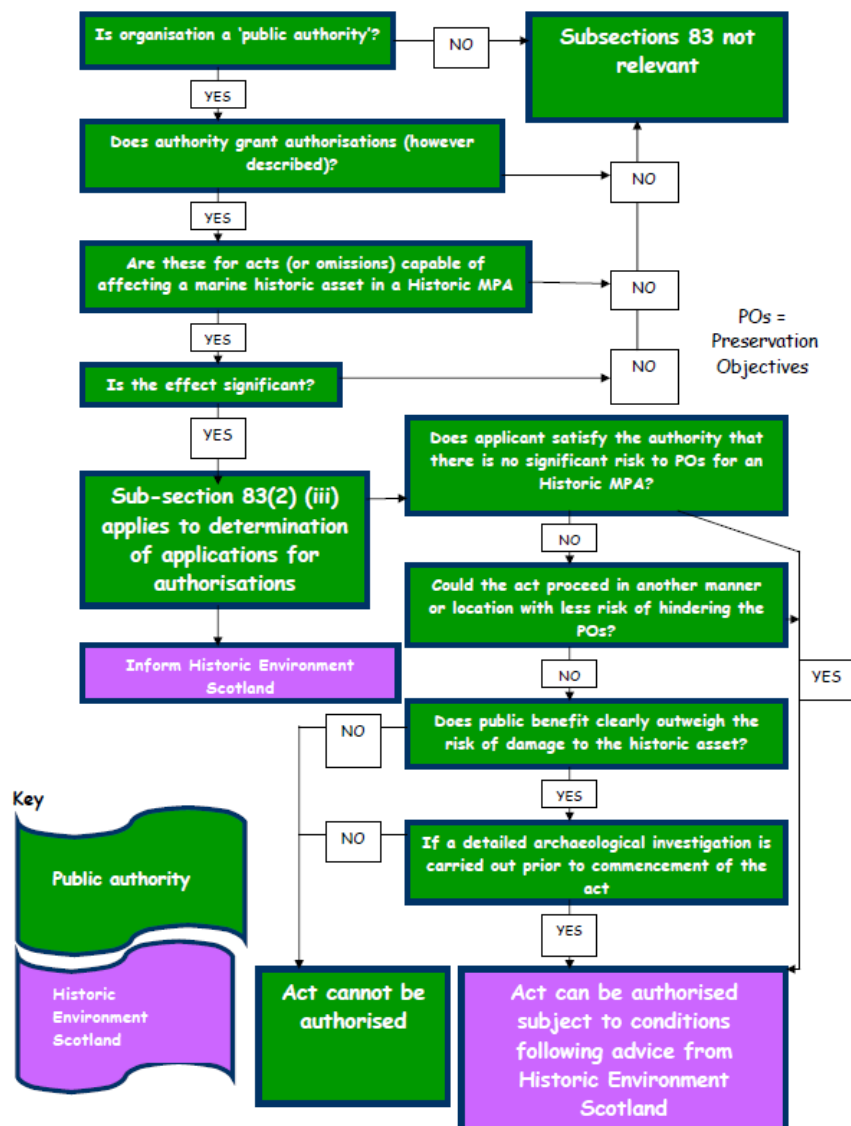 Is organisation a ‘public authority’?
NO
Subsections 83 not
relevant
YES
Does authority grant authorisations (however
described)?
NO
YES
Are these for acts (or omissions) capable of
affecting a marine historic asset in a Historic MPA
NO
POs =
Preservation
Objectives
YES
Is the effect significant?
NO
YES
Does applicant satisfy the authority that
there is no significant risk to POs for an
Historic MPA?
Sub-section 83(2) (iii)
applies to determination
of applications for
authorisations
NO
Could the act proceed in another manner
or location with less risk of hindering the
POs?
YES
Inform Historic Environment
Scotland
NO
Does public benefit clearly outweigh the
risk of damage to the historic asset?
NO
YES
Key
If a detailed archaeological investigation is
carried out prior to commencement of the
act
NO
Public authority
YES
Historic
Environment
Scotland
Act cannot be
authorised
Act can be authorised
subject to conditions
following advice from
Historic Environment
Scotland